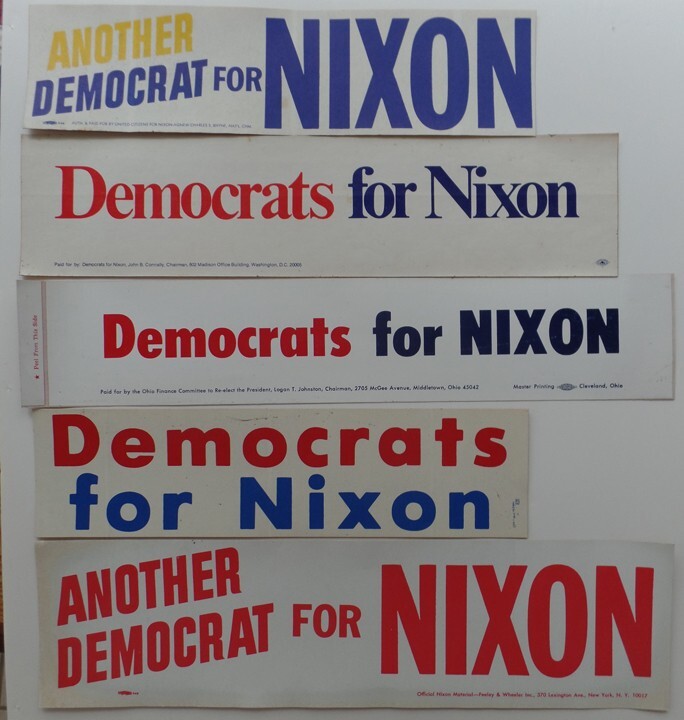 ANOTHER
DEMOCRAT FOR NIXON
Democrats for Nixon
Paid for by: Democrats for Nixon, John B. Connally, Chairman, 902 Madison Office Building, Washington, D.C. 20005
★ Peel From This Side
Democrats for NIXON
Paid for by the Ohio Finance Committee to Re-elect the President, Logan T. Johnston, Chairman, 2705 McGee Avenue, Middletown, Ohio 45042
Master Printing Cleveland, Ohio
Democrats
for Nixon
ANOTHER
DEMOCRAT FOR NIXON
Official Nixon Material—Feeley & Wheeler Inc., 370 Lexington Ave., New York, N. Y. 10017